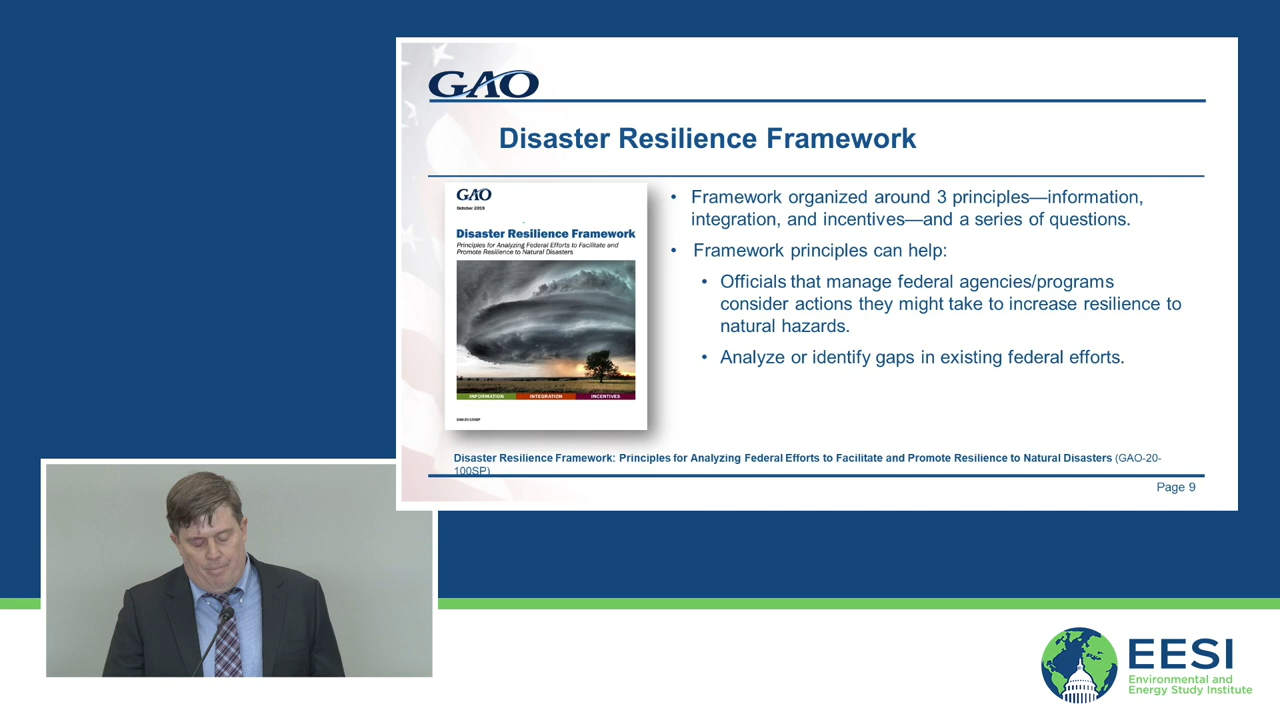 GAO
Disaster Resilience Framework
GAO
October 2019
Disaster Resilience Framework
Principles for Analyzing Federal Efforts to Facilitate and
Promote Resilience to Natural Disasters
INFORMATION INTEGRATION INCENTIVES
GAO-20-100SP
• Framework organized around 3 principles—information,
integration, and incentives—and a series of questions.
• Framework principles can help:
• Officials that manage federal agencies/programs
consider actions they might take to increase resilience to
natural hazards.
• Analyze or identify gaps in existing federal efforts.
Disaster Resilience Framework: Principles for Analyzing Federal Efforts to Facilitate and Promote Resilience to Natural Disasters (GAO-20-
100SP)
Page 9
EESI
Environmental and
Energy Study Institute